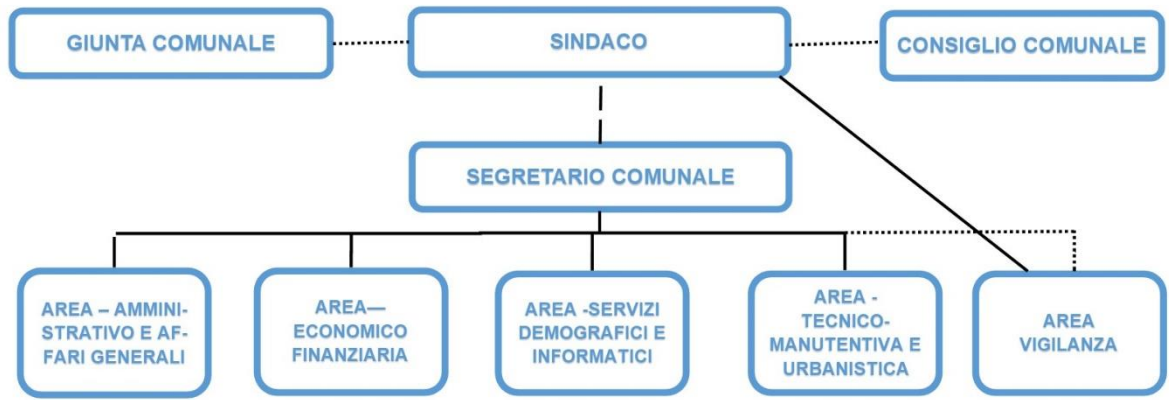 GIUNTA COMUNALE
SINDACO
CONSIGLIO COMUNALE
SEGRETARIO COMUNALE
AREA – AMMINI-
STRATIVO E AF-
FARI GENERALI
AREA—
ECONOMICO
FINANZIARIA
AREA -SERVIZI
DEMOGRAFICI E
INFORMATICI
AREA -
TECNICO-
MANUTENTIVA E
URBANISTICA
AREA
VIGILANZA